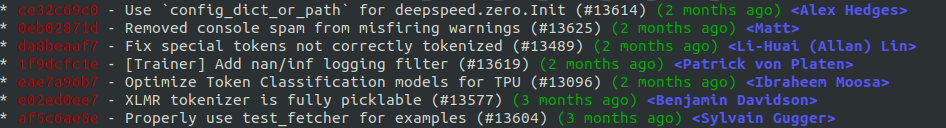 * ce32c69c0 - Use `config_dict_or_path` for deepspeed.zero.Init (#13614) (2 months ago) <Alex Hedges>
* 0eb02871d - Removed console spam from misfiring warnings (#13625) (2 months ago) <Matt>
* da8beaaf7 - Fix special tokens not correctly tokenized (#13489) (2 months ago) <Li-Huai (Allan) Lin>
* 1f9dcfc1e - [Trainer] Add nan/inf logging filter (#13619) (2 months ago) <Patrick von Platen>
* eae7a96b7 - Optimize Token Classification models for TPU (#13096) (2 months ago) <Ibraheem Moosa>
* e02ed0ee7 - XLMR tokenizer is fully picklable (#13577) (3 months ago) <Benjamin Davidson>
* af5c6ae5e - Properly use test_fetcher for examples (#13604) (3 months ago) <Sylvain Gugger>